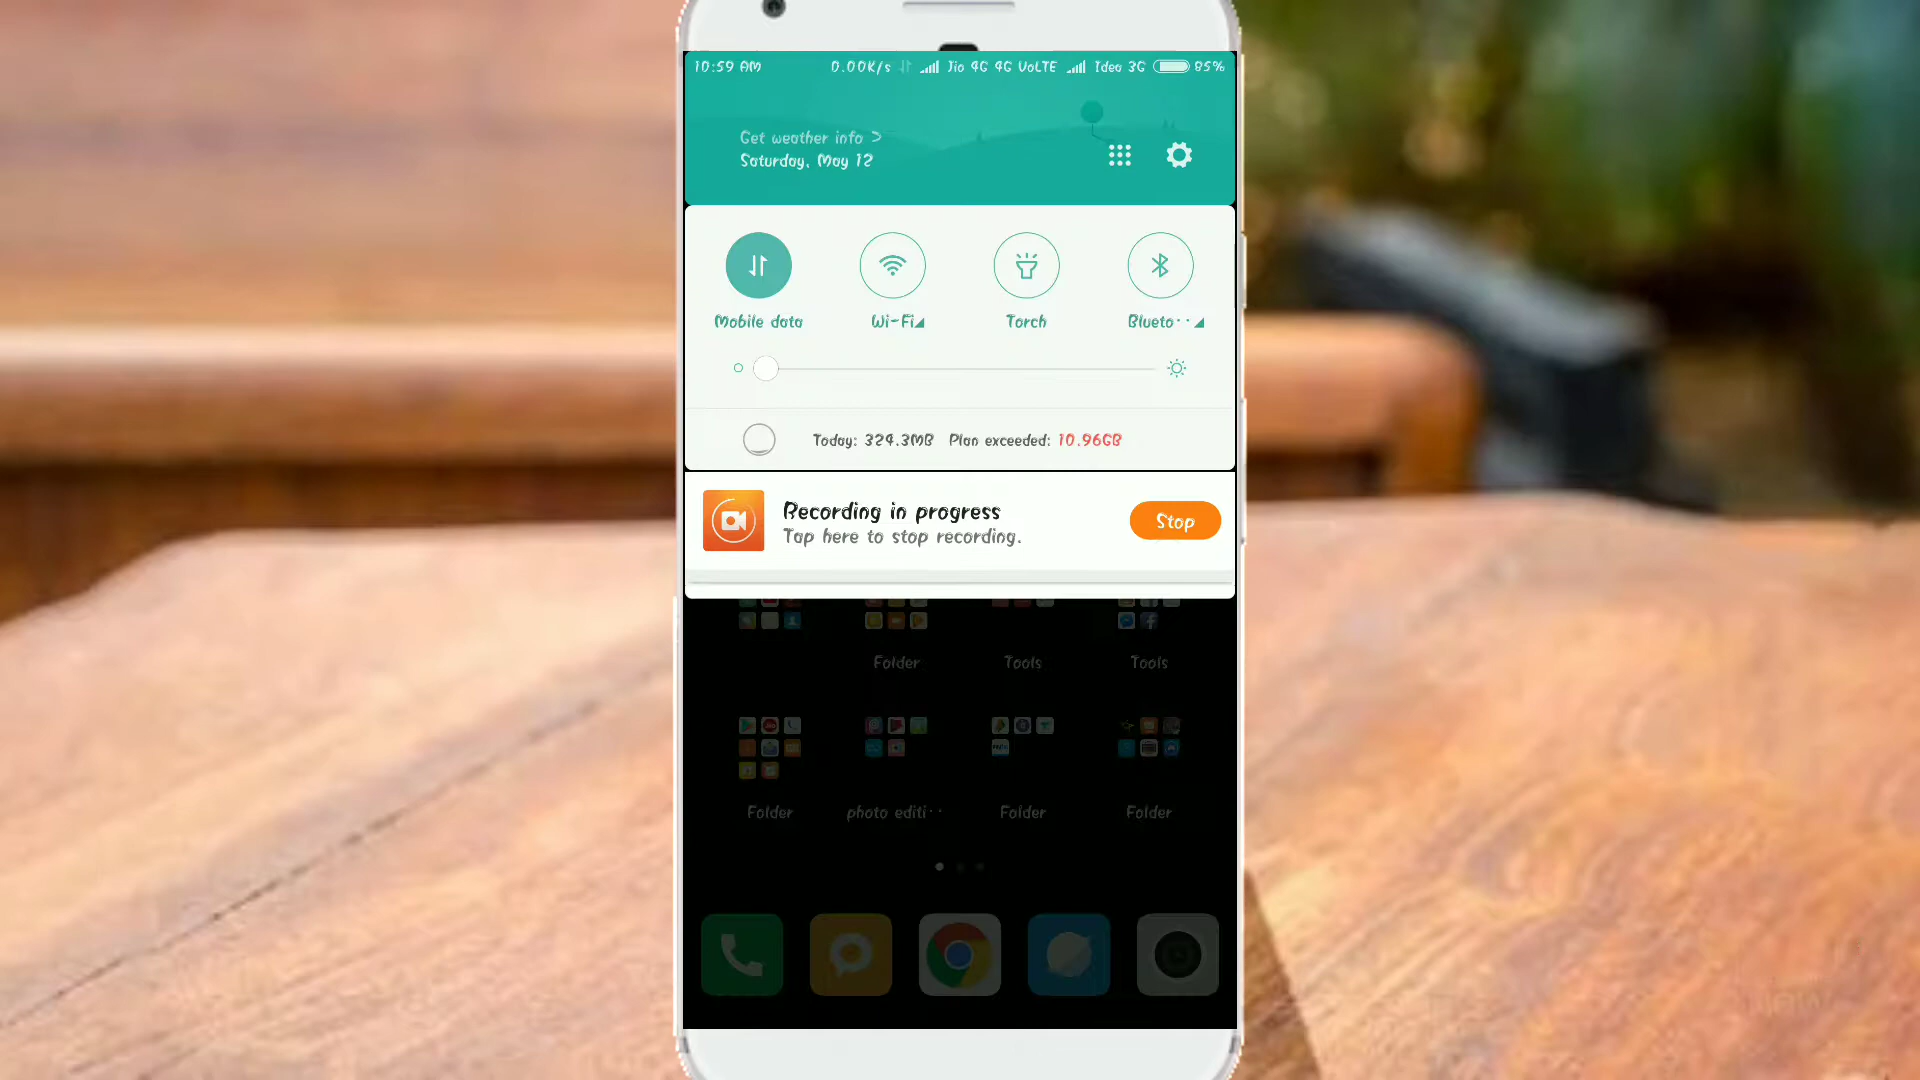 10:59 AM 0.00K/s Jio 4G 4G VoLTE Idea 3G 85%
Get weather info >
Saturday, May 12
Mobile data Wi-Fi Torch Blueto··
Today: 324.3MB Plan exceeded: 10.96GB
Recording in progress
Tap here to stop recording.
Stop
Folder Tools Tools
Folder photo editi·· Folder Folder